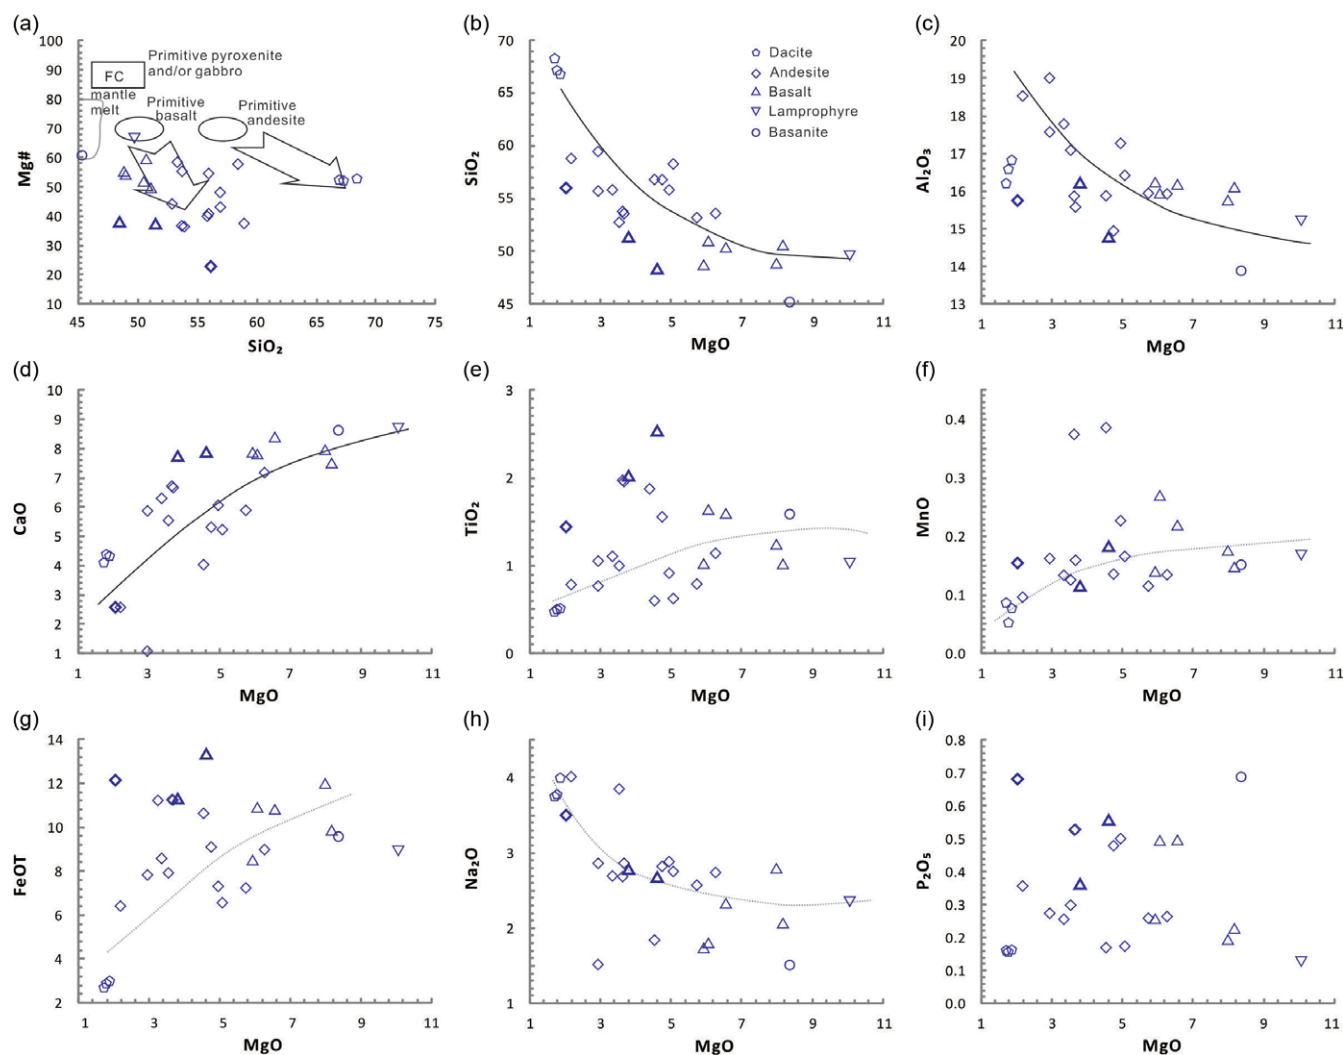 (a)
100
90
80
70
60
50
40
30
20
10
Mg#
FC
Primitive pyroxenite
and/or gabbro
mantle
melt
Primitive
basalt
Primitive
andesite
45 50 55 60 65 70 75
SiO₂
(b)
70
65
60
55
50
45
SiO₂
Dacite
Andesite
Basalt
Lamprophyre
Basanite
1 3 5 7 9 11
MgO
(c)
20
19
18
17
16
15
14
13
Al₂O₃
1 3 5 7 9 11
MgO
(d)
10
9
8
7
6
5
4
3
2
1
CaO
1 3 5 7 9 11
MgO
(e)
3
2
1
0
TiO₂
1 3 5 7 9 11
MgO
(f)
0.4
0.3
0.2
0.1
0.0
MnO
1 3 5 7 9 11
MgO
(g)
14
12
10
8
6
4
2
FeOT
1 3 5 7 9 11
MgO
(h)
4
3
2
1
Na₂O
1 3 5 7 9 11
MgO
(i)
0.8
0.7
0.6
0.5
0.4
0.3
0.2
0.1
0.0
P₂O₅
1 3 5 7 9 11
MgO